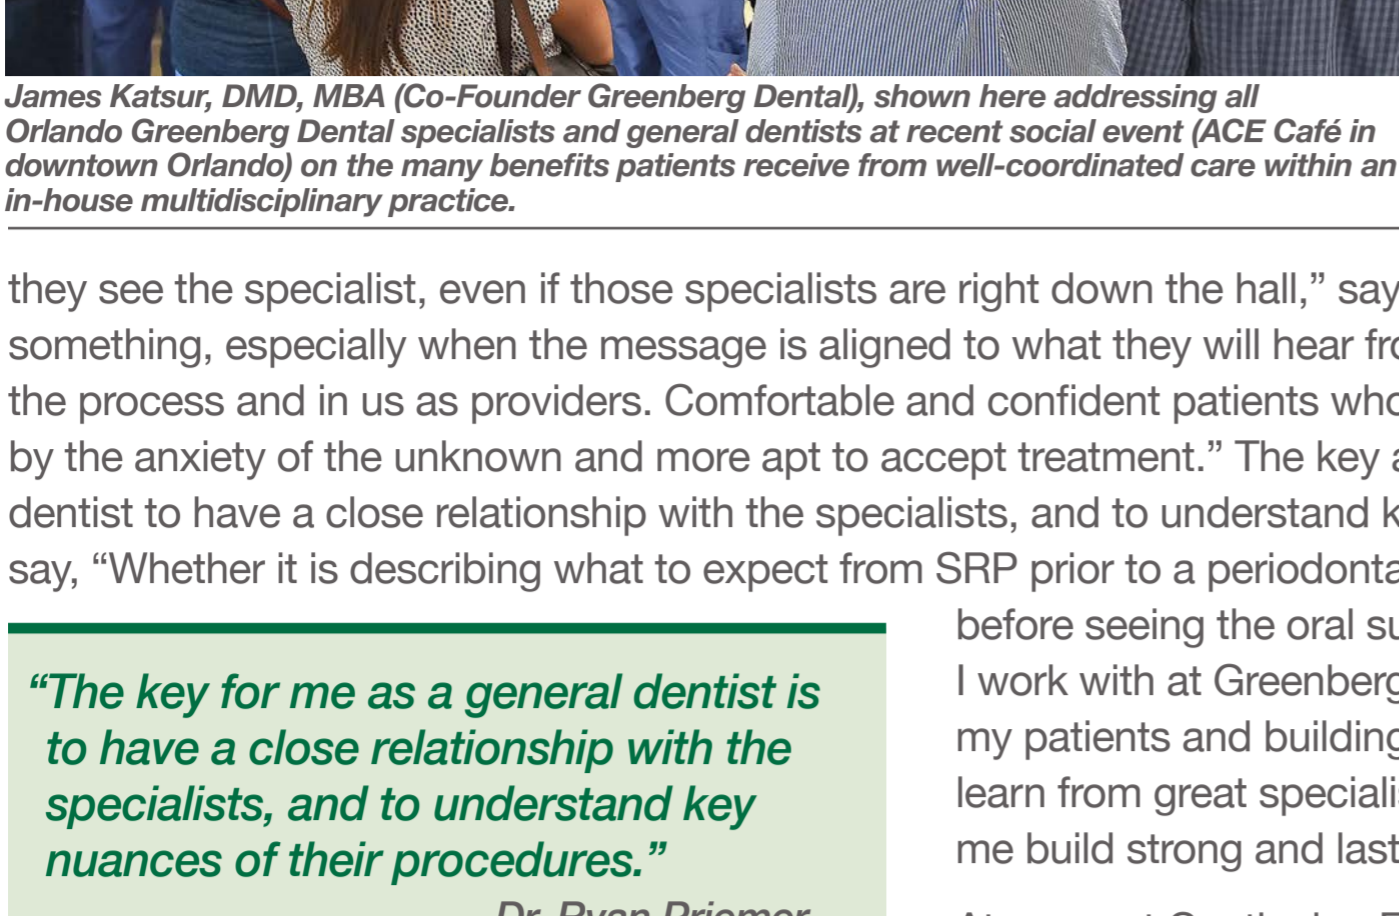 James Katsur, DMD, MBA (Co-Founder Greenberg Dental), shown here addressing all
Orlando Greenberg Dental specialists and general dentists at recent social event (ACE Café in
downtown Orlando) on the many benefits patients receive from well-coordinated care within an
in-house multidisciplinary practice.
they see the specialist, even if those specialists are right down the hall,” say
something, especially when the message is aligned to what they will hear fro
the process and in us as providers. Comfortable and confident patients who
by the anxiety of the unknown and more apt to accept treatment.” The key a
dentist to have a close relationship with the specialists, and to understand k
say, “Whether it is describing what to expect from SRP prior to a periodonta
“The key for me as a general dentist is
to have a close relationship with the
specialists, and to understand key
nuances of their procedures.”
Dr. Ryan
before seeing the oral su
I work with at Greenberg
my patients and building
learn from great speciali
me build strong and last